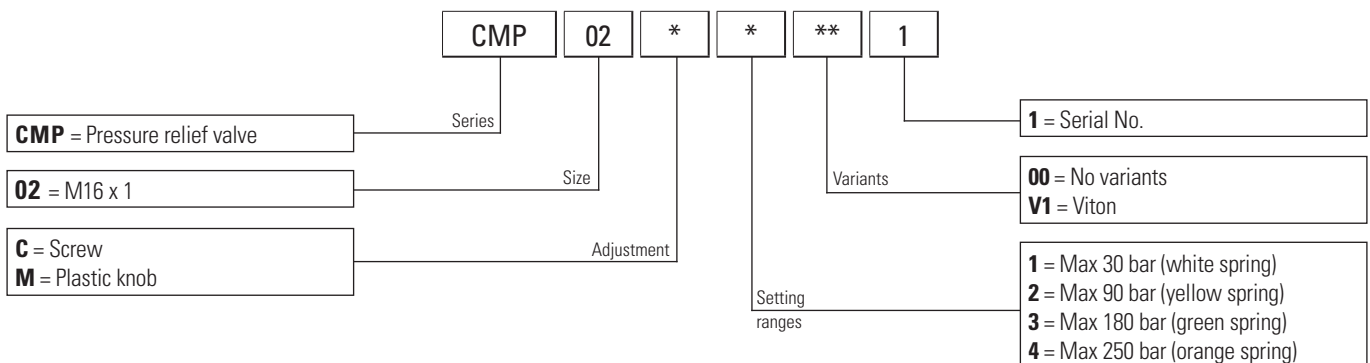 CMP 02 * * ** 1
Series
CMP = Pressure relief valve
Size
02 = M16 x 1
Adjustment
C = Screw
M = Plastic knob
1 = Serial No.
Variants
00 = No variants
V1 = Viton
Setting
ranges
1 = Max 30 bar (white spring)
2 = Max 90 bar (yellow spring)
3 = Max 180 bar (green spring)
4 = Max 250 bar (orange spring)